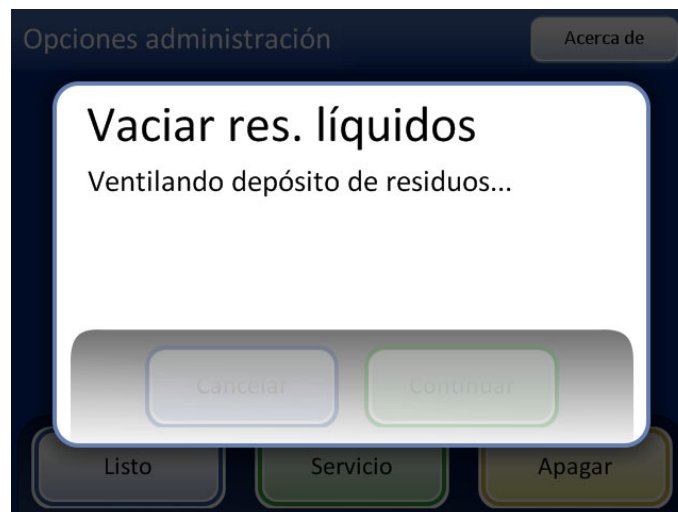 Opciones administración
Acerca de
Vaciar res. líquidos
Ventilando depósito de residuos...
Cancelar
Continuar
Listo
Servicio
Apagar